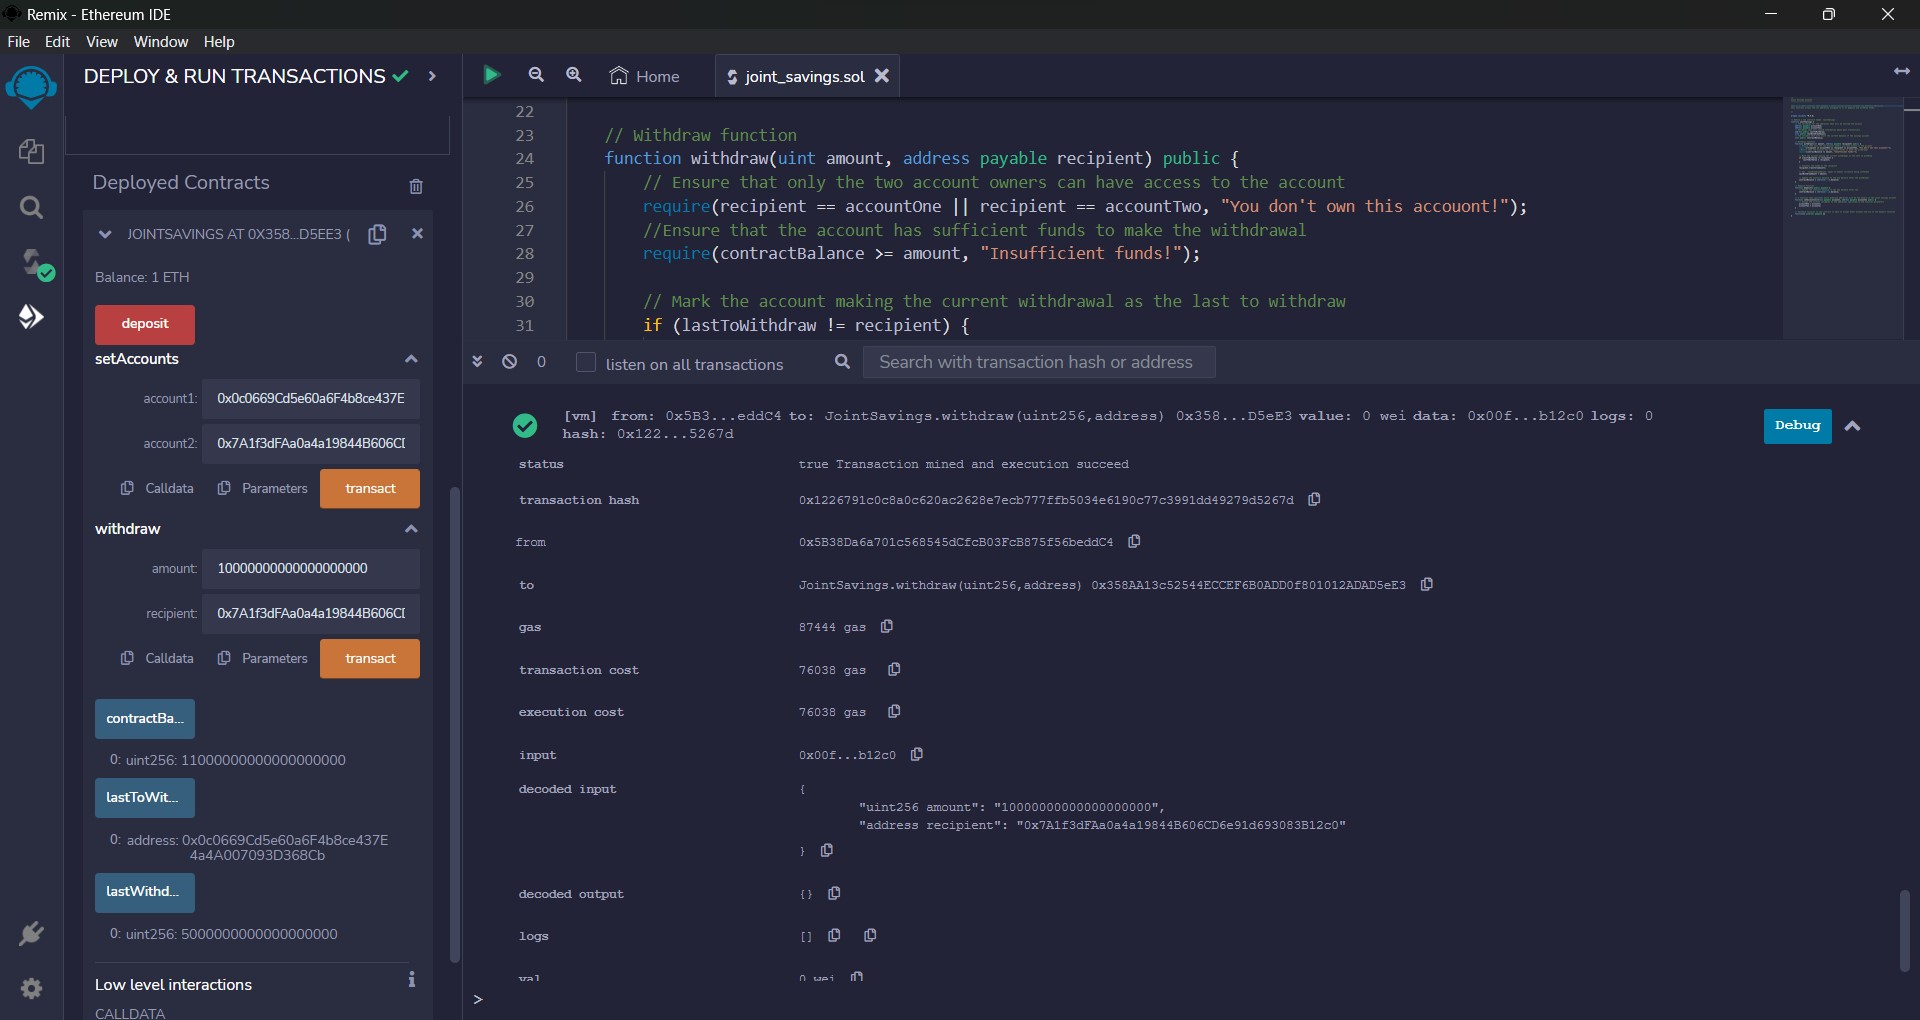 Remix - Ethereum IDE
File Edit View Window Help
DEPLOY & RUN TRANSACTIONS
Deployed Contracts
JOINTSAVINGS AT 0X358...D5EE3 (
Balance: 1 ETH
deposit
setAccounts
account1: 0x0c0669Cd5e60a6F4b8ce437E
account2: 0x7A1f3dFAa0a4a19844B606C
Calldata Parameters transact
withdraw
amount: 10000000000000000000
recipient: 0x7A1f3dFAa0a4a19844B606C
Calldata Parameters transact
contractBa...
0: uint256: 11000000000000000000
lastToWit...
0: address: 0x0c0669Cd5e60a6F4b8ce437E
4a4A007093D368Cb
lastWithd...
0: uint256: 5000000000000000000
Low level interactions
CALLDATA
Home
joint_savings.sol
22
23 // Withdraw function
24 function withdraw(uint amount, address payable recipient) public {
25 // Ensure that only the two account owners can have access to the account
26 require(recipient == accountOne || recipient == accountTwo, "You don't own this accouont!");
27 //Ensure that the account has sufficient funds to make the withdrawal
28 require(contractBalance >= amount, "Insufficient funds!");
29
30 // Mark the account making the current withdrawal as the last to withdraw
31 if (lastToWithdraw != recipient) {
0 listen on all transactions Search with transaction hash or address
[vm] from: 0x5B3...eddC4 to: JointSavings.withdraw(uint256,address) 0x358...D5eE3 value: 0 wei data: 0x00f...b12c0 logs: 0
hash: 0x122...5267d
Debug
status true Transaction mined and execution succeed
transaction hash 0x1226791c0c8a0c620ac2628e7ecb777ffb5034e6190c77c3991dd49279d5267d
from 0x5B38Da6a701c568545dCfcB03FcB875f56beddC4
to JointSavings.withdraw(uint256,address) 0x358AA13c52544ECCEF6B0ADD0f801012ADAD5eE3
gas 87444 gas
transaction cost 76038 gas
execution cost 76038 gas
input 0x00f...b12c0
decoded input {
"uint256 amount": "10000000000000000000",
"address recipient": "0x7A1f3dFAa0a4a19844B606CD6e91d693083B12c0"
}
decoded output {}
logs []
val 0 wei
>